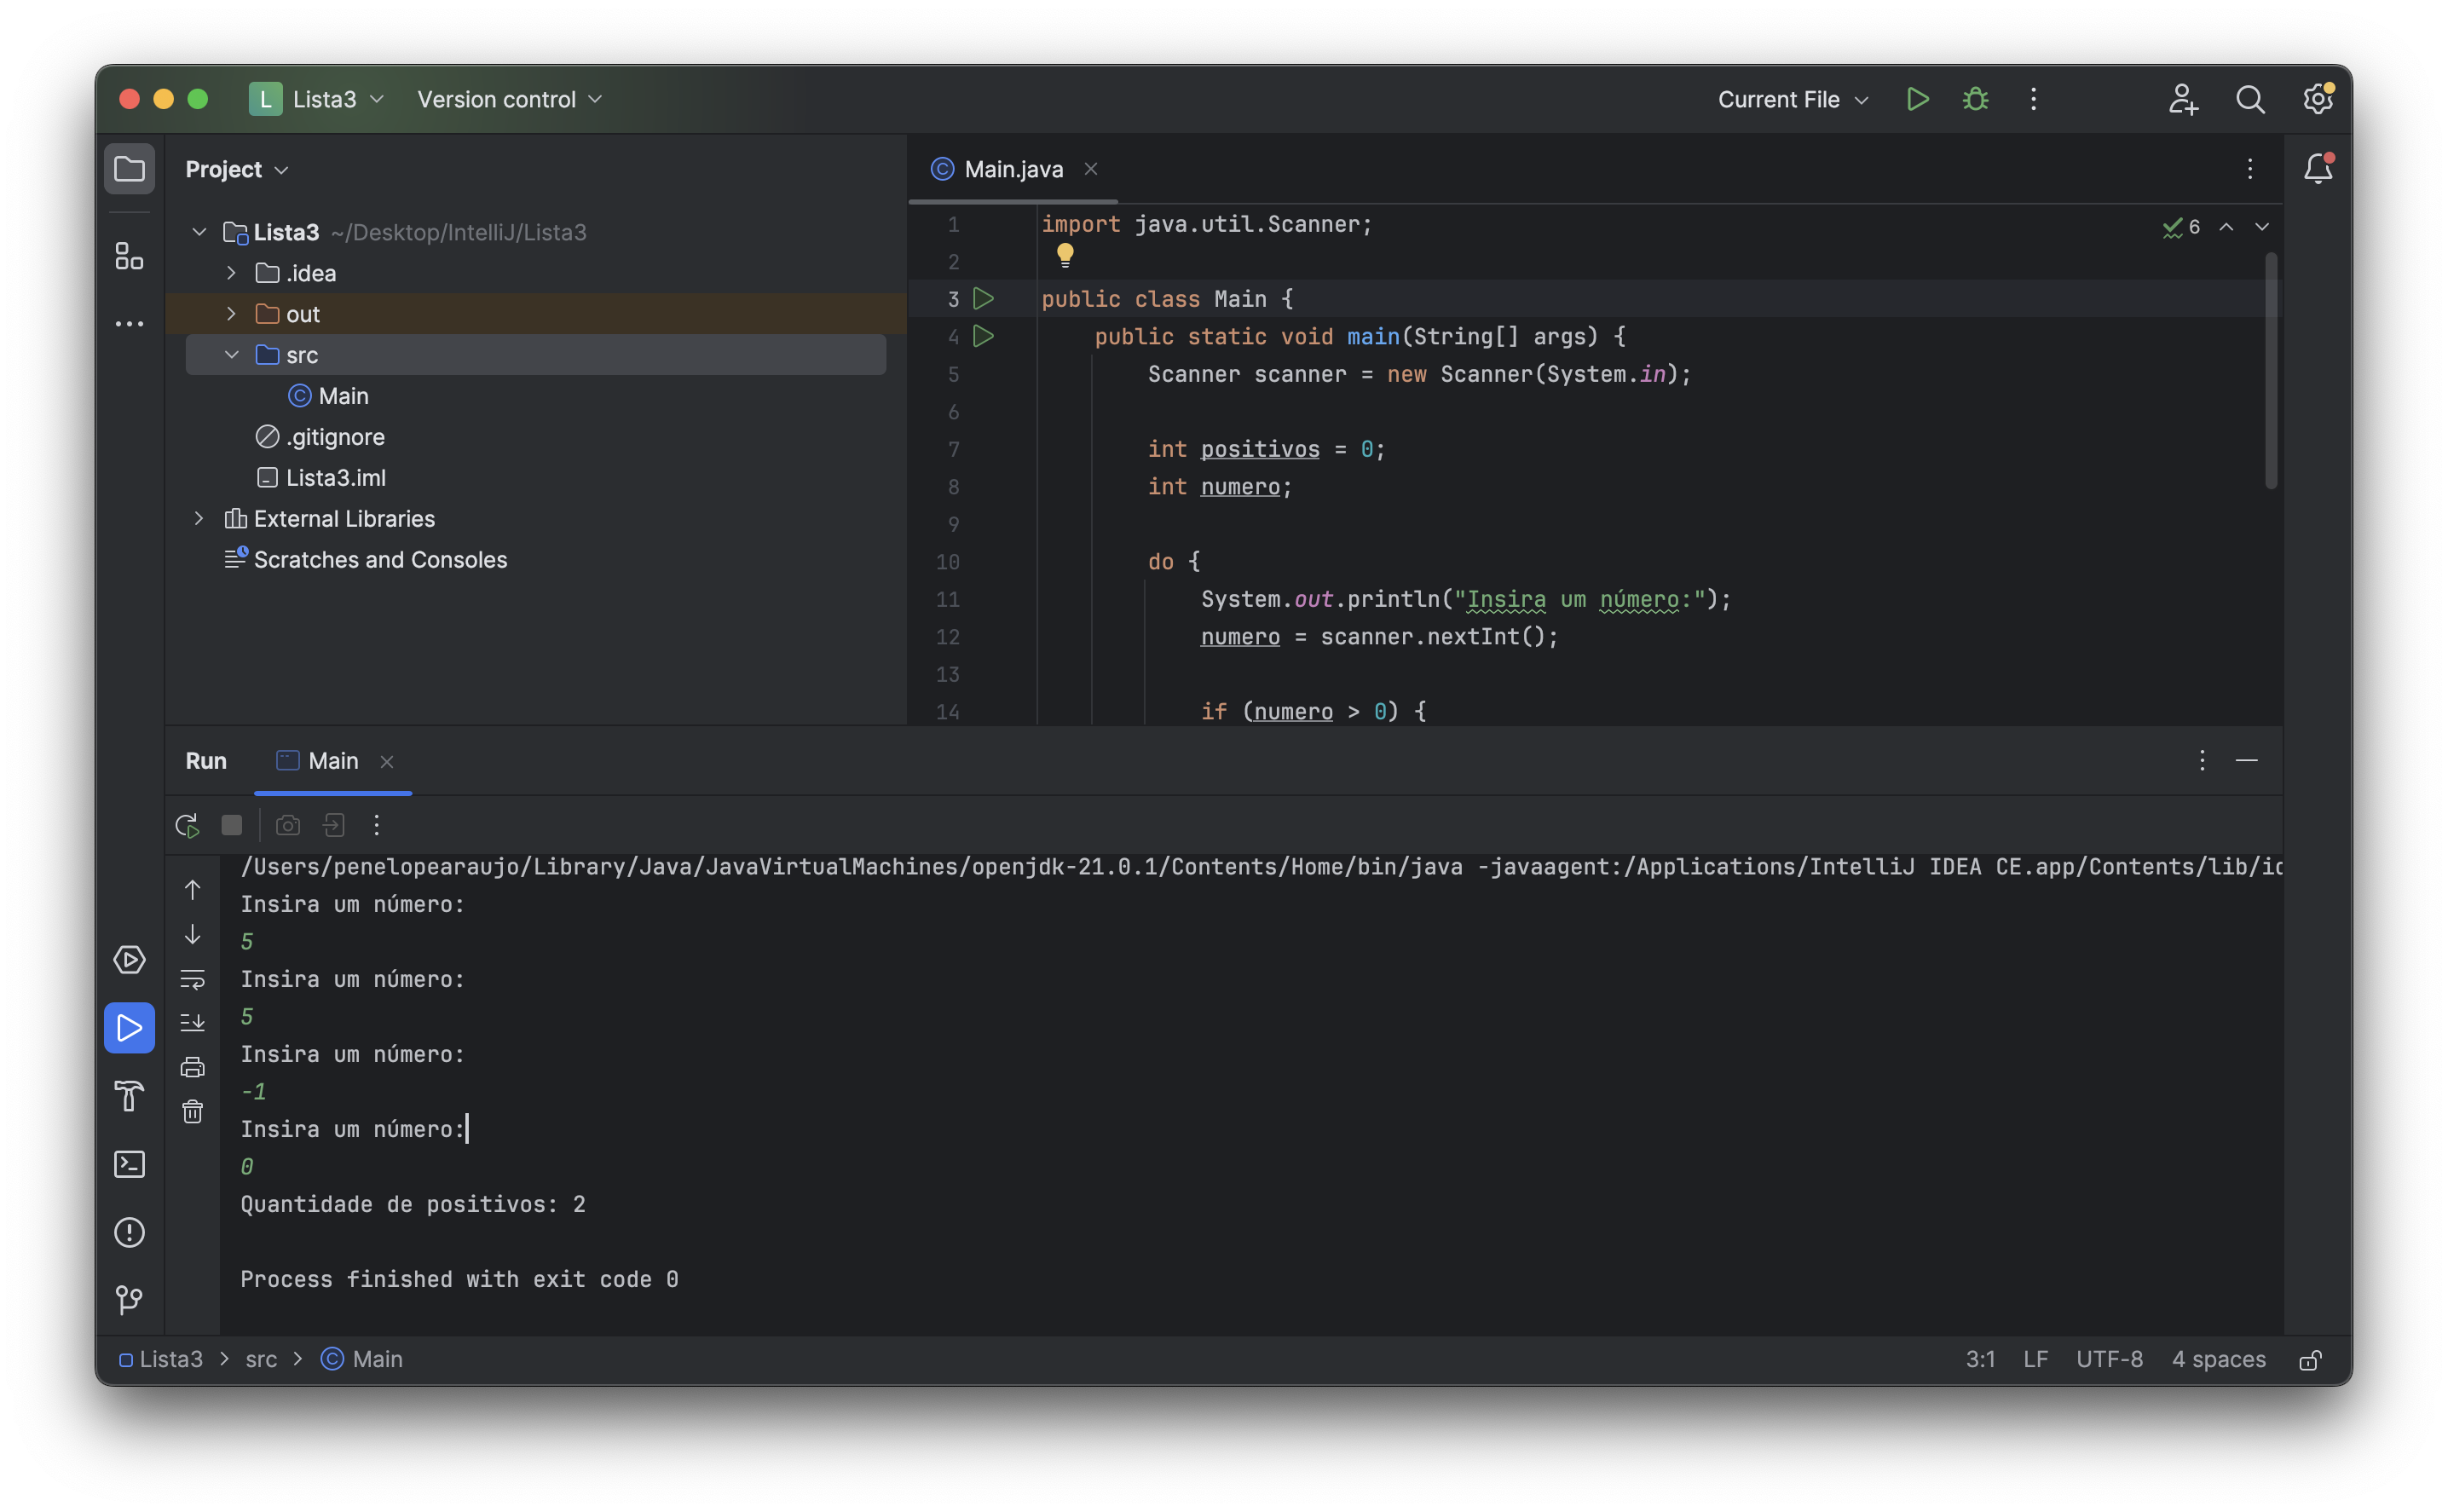 L Lista3 Version control Current File
Project
Main.java
Lista3 ~/Desktop/IntelliJ/Lista3
.idea
out
src
Main
.gitignore
Lista3.iml
External Libraries
Scratches and Consoles
6
1 import java.util.Scanner;
2
3 public class Main {
4 public static void main(String[] args) {
5 Scanner scanner = new Scanner(System.in);
6
7 int positivos = 0;
8 int numero;
9
10 do {
11 System.out.println("Insira um número:");
12 numero = scanner.nextInt();
13
14 if (numero > 0) {
Run Main
/Users/penelopearaujo/Library/Java/JavaVirtualMachines/openjdk-21.0.1/Contents/Home/bin/java -javaagent:/Applications/IntelliJ IDEA CE.app/Contents/lib/id
Insira um número:
5
Insira um número:
5
Insira um número:
-1
Insira um número:
0
Quantidade de positivos: 2
Process finished with exit code 0
Lista3 > src > Main 3:1 LF UTF-8 4 spaces